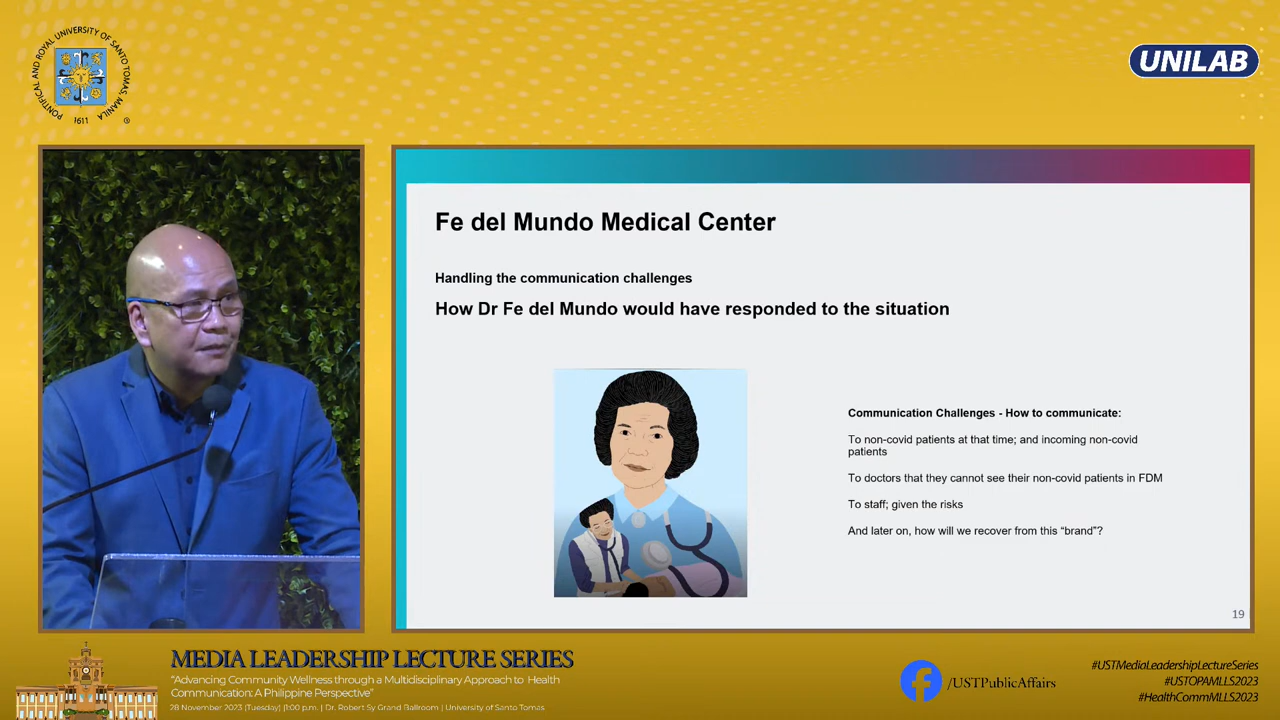 PONTIFICAL AND ROYAL UNIVERSITY OF SANTO TOMAS, MANILA
1611
®
UNILAB
Fe del Mundo Medical Center
Handling the communication challenges
How Dr Fe del Mundo would have responded to the situation
Communication Challenges - How to communicate:
To non-covid patients at that time; and incoming non-covid
patients
To doctors that they cannot see their non-covid patients in FDM
To staff; given the risks
And later on, how will we recover from this “brand”?
19
MEDIA LEADERSHIP LECTURE SERIES
"Advancing Community Wellness through a Multidisciplinary Approach to Health
Communication: A Philippine Perspective"
28 November 2023 (Tuesday) |1:00 p.m. | Dr. Robert Sy Grand Ballroom | University of Santo Tomas
/USTPublicAffairs
#USTMediaLeadershipLectureSeries
#USTOPAMLLS2023
#HealthCommMLLS2023